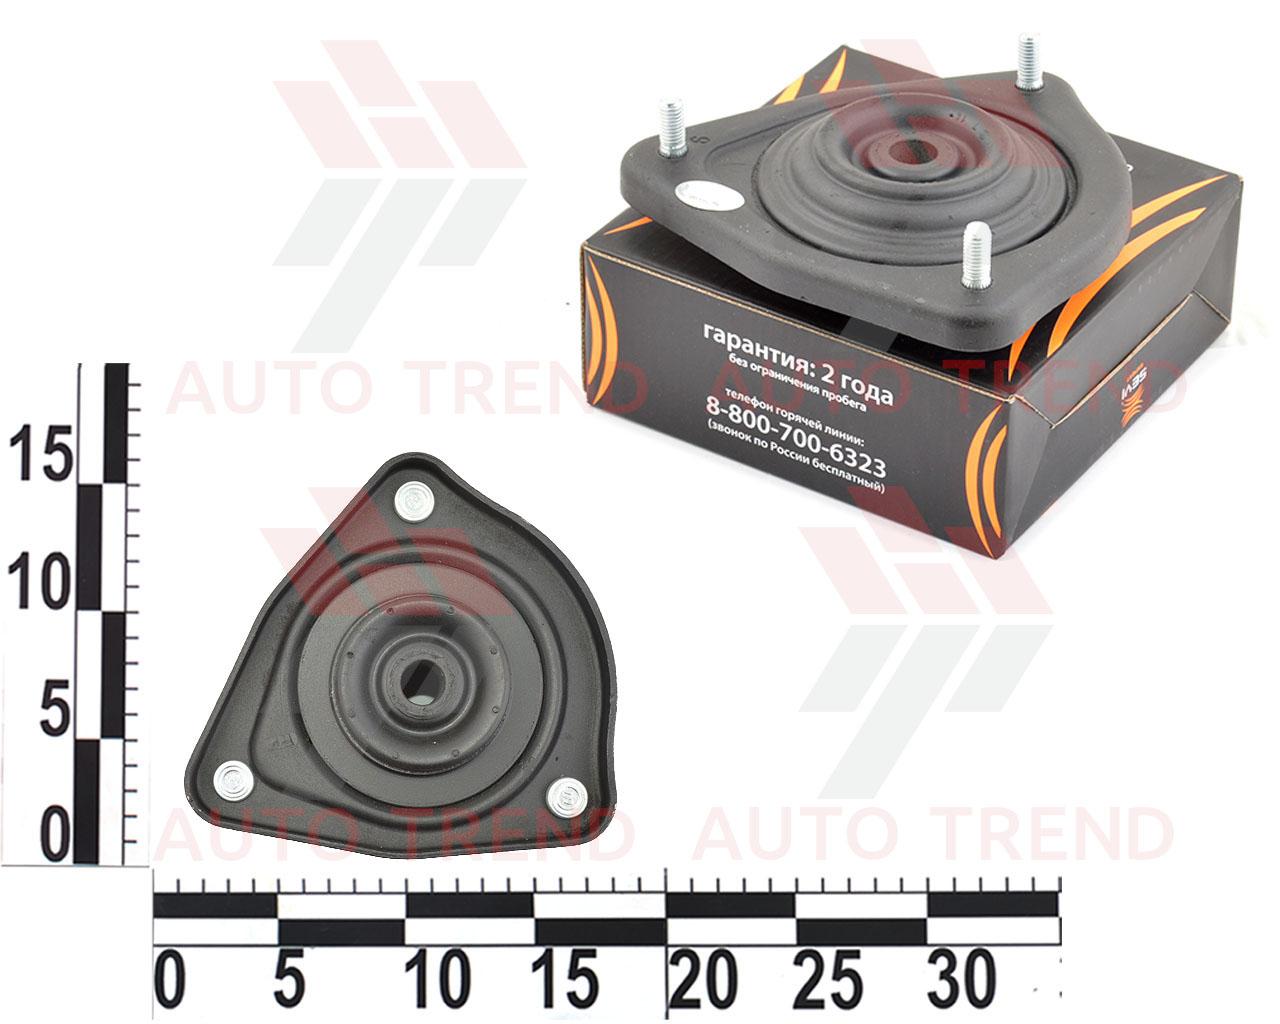 гарантия: 2 года
без ограничения пробега
телефон горячей линии:
8-800-700-6323
(звонок по России бесплатный)
SEVI
AUTO TREND
AUTO TREND
15
10
5
0
AUTO TREND
AUTO TREND
0 5 10 15 20 25 30